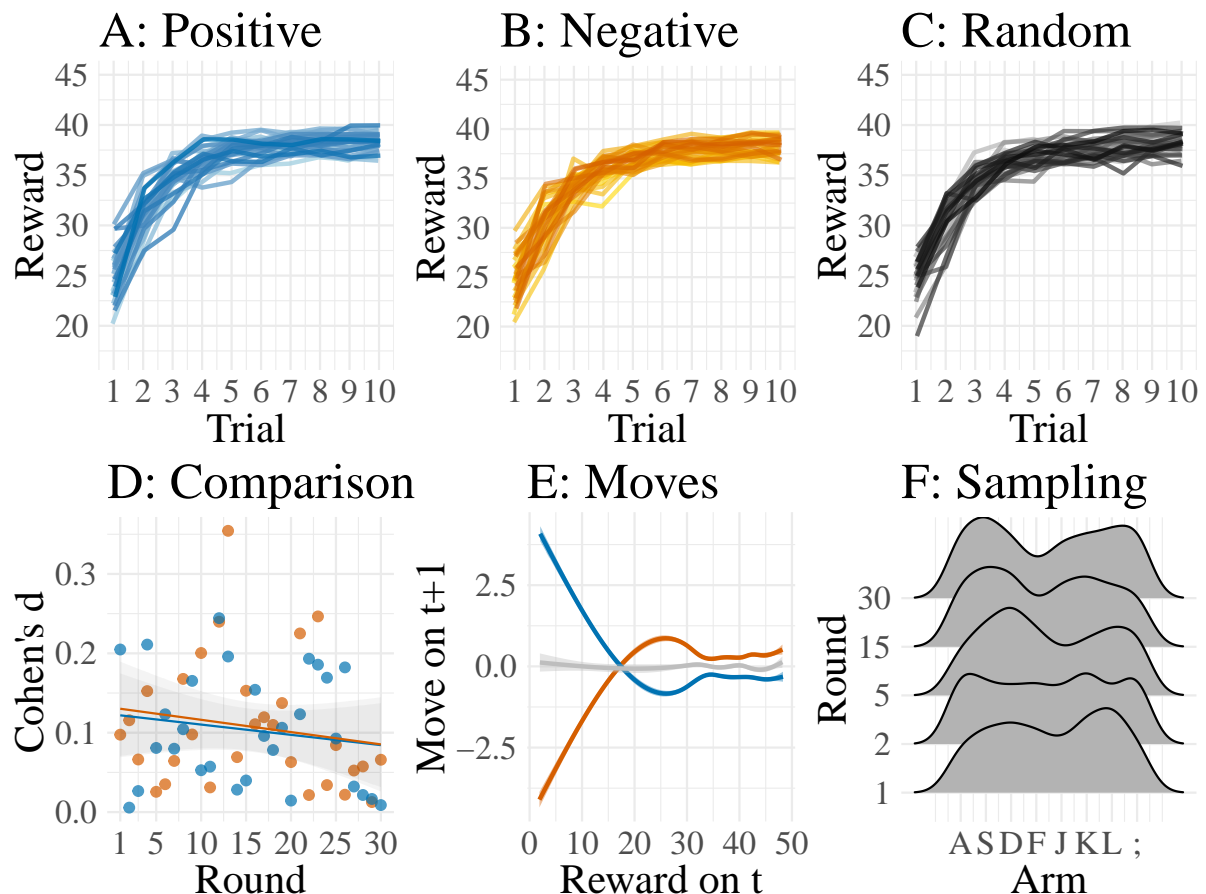 A: Positive
45
40
35
30
25
20
Reward
1 2 3 4 5 6 7 8 9 10
Trial
B: Negative
45
40
35
30
25
20
Reward
1 2 3 4 5 6 7 8 9 10
Trial
C: Random
45
40
35
30
25
20
Reward
1 2 3 4 5 6 7 8 9 10
Trial
D: Comparison
0.3
0.2
0.1
0.0
Cohen's d
1 5 10 15 20 25 30
Round
E: Moves
2.5
0.0
−2.5
Move on t+1
0 10 20 30 40 50
Reward on t
F: Sampling
30
15
5
2
1
Round
A S D F J K L ;
Arm